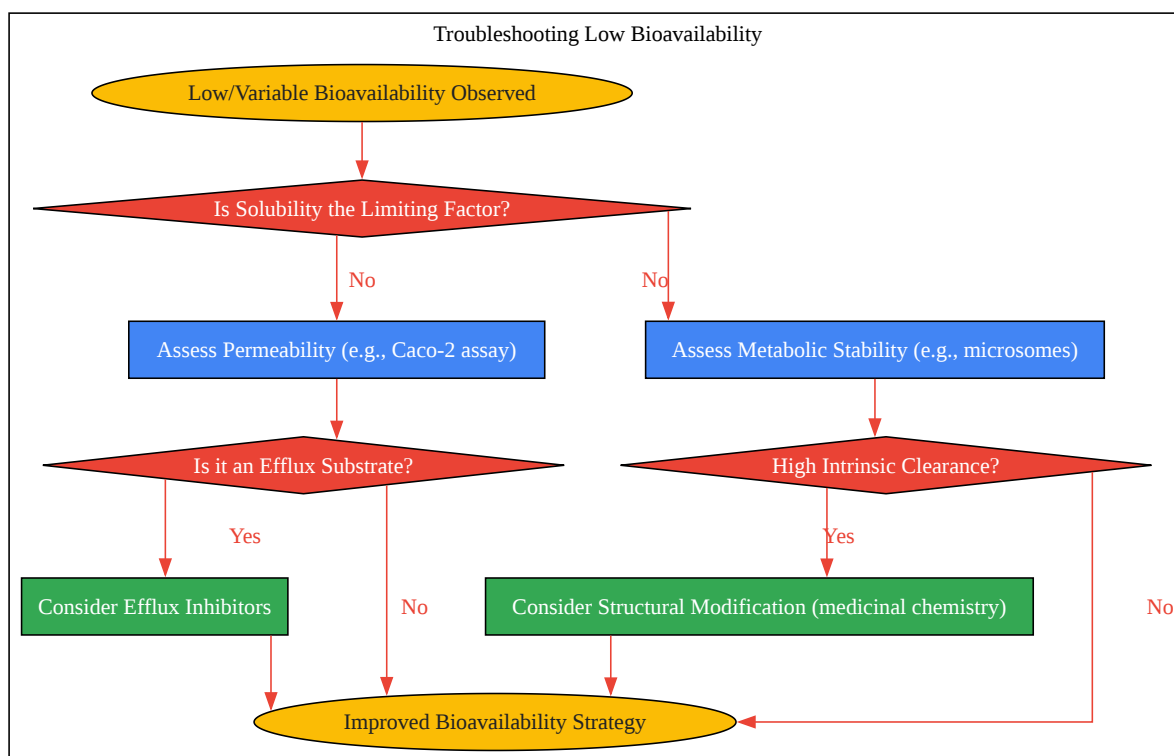 Troubleshooting Low Bioavailability
Low/Variable Bioavailability Observed
Is Solubility the Limiting Factor?
No
No
Assess Permeability (e.g., Caco-2 assay)
Assess Metabolic Stability (e.g., microsomes)
Is it an Efflux Substrate?
High Intrinsic Clearance?
Yes
Yes
Consider Efflux Inhibitors
No
Consider Structural Modification (medicinal chemistry)
No
Improved Bioavailability Strategy